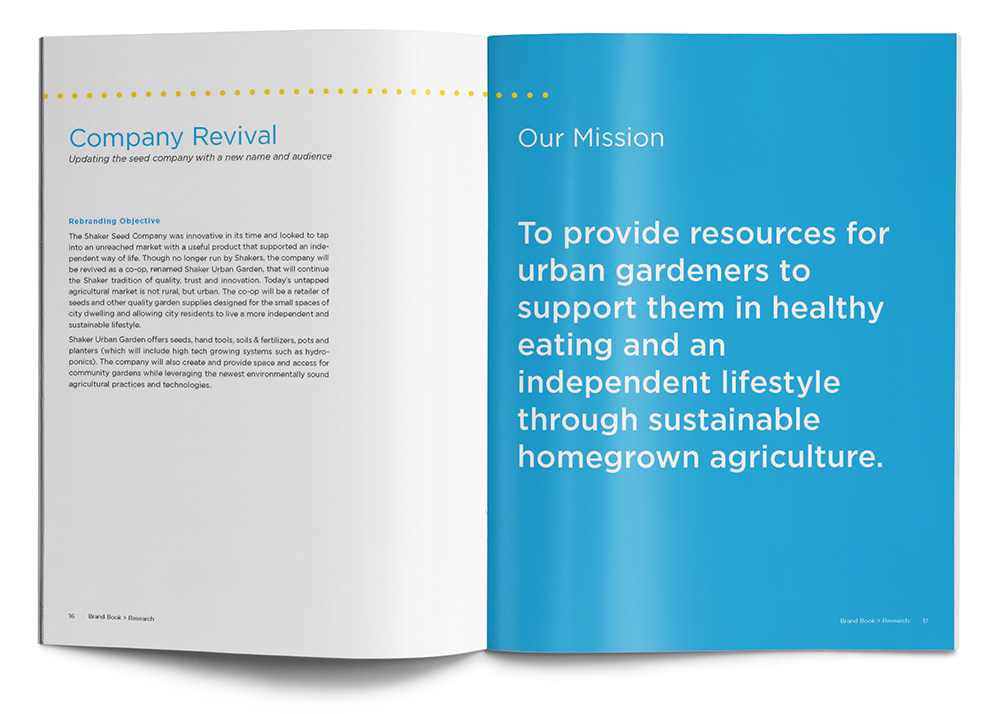 Company Revival
Updating the seed company with a new name and audience
Rebranding Objective
The Shaker Seed Company was innovative in its time and looked to tap
into an unreached market with a useful product that supported an inde-
pendent way of life. Though no longer run by Shakers, the company will
be revived as a co-op, renamed Shaker Urban Garden, that will continue
the Shaker tradition of quality, trust and innovation. Today's untapped
agricultural market is not rural, but urban. The co-op will be a retailer of
seeds and other quality garden supplies designed for the small spaces of
city dwelling and allowing city residents to live a more independent and
sustainable lifestyle.
Shaker Urban Garden offers seeds, hand tools, soils & fertilizers, pots and
planters (which will include high tech growing systems such as hydro-
ponics). The company will also create and provide space and access for
community gardens while leveraging the newest environmentally sound
agricultural practices and technologies.
16 Brand Book > Research
Our Mission
To provide resources for
urban gardeners to
support them in healthy
eating and an
independent lifestyle
through sustainable
homegrown agriculture.
Brand Book > Research 17